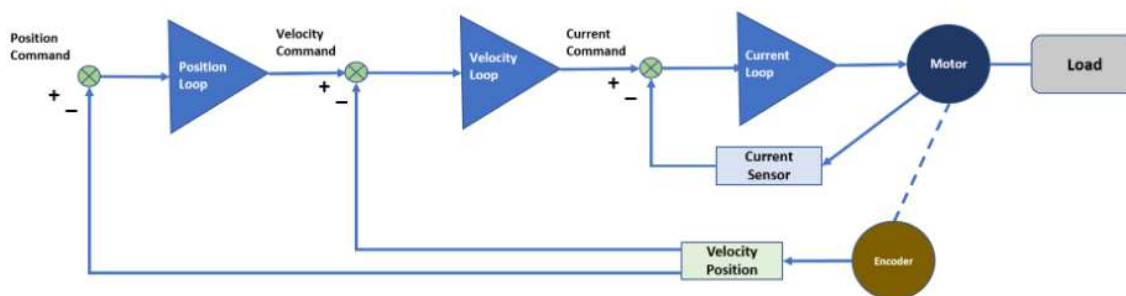 Position
Command
+
−
Position
Loop
Velocity
Command
+
−
Velocity
Loop
Current
Command
+
−
Current
Loop
Motor
Load
Current
Sensor
Velocity
Position
Encoder